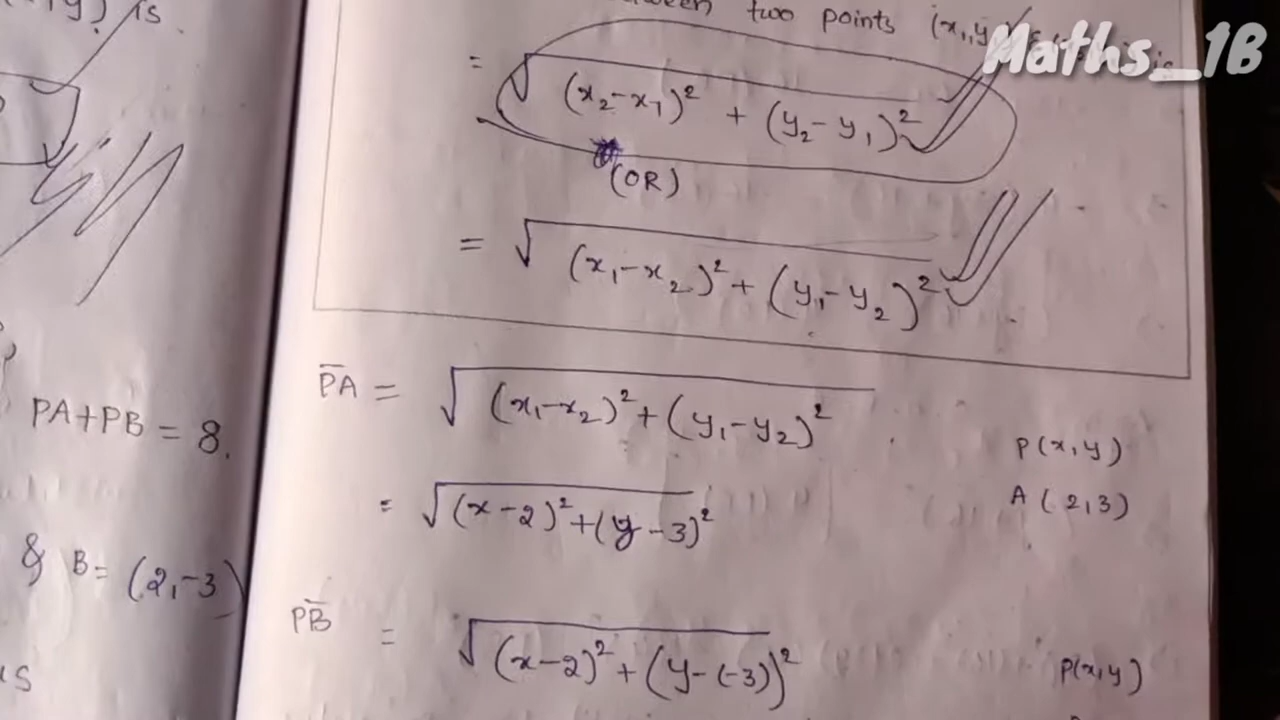 , y) is
PA+PB = 8.
& B= (2,-3)
is
two points (x₁,y
Maths_1B
= √(x₂-x₁)² + (y₂-y₁)²
(OR)
= √(x₁-x₂)² + (y₁-y₂)²
PA = √(x₁-x₂)² + (y₁-y₂)²
P(x,y)
= √(x-2)² + (y-3)²
A (2,3)
PB = √(x-2)² + (y-(-3))²
P(x,y)